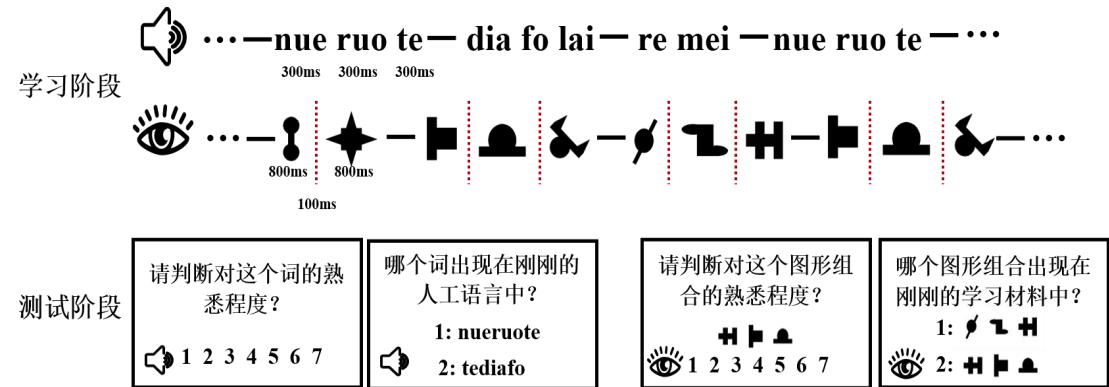 … — nue ruo te — dia fo lai — re mei — nue ruo te — …
300ms 300ms 300ms
学习阶段
… — — — — — …
800ms 800ms
100ms
测试阶段
请判断对这个词的熟
悉程度?
1 2 3 4 5 6 7
哪个词出现在刚刚的
人工语言中?
1: nueruote
2: tediafo
请判断对这个图形组
合的熟悉程度?
1 2 3 4 5 6 7
哪个图形组合出现在
刚刚的学习材料中?
1:
2: